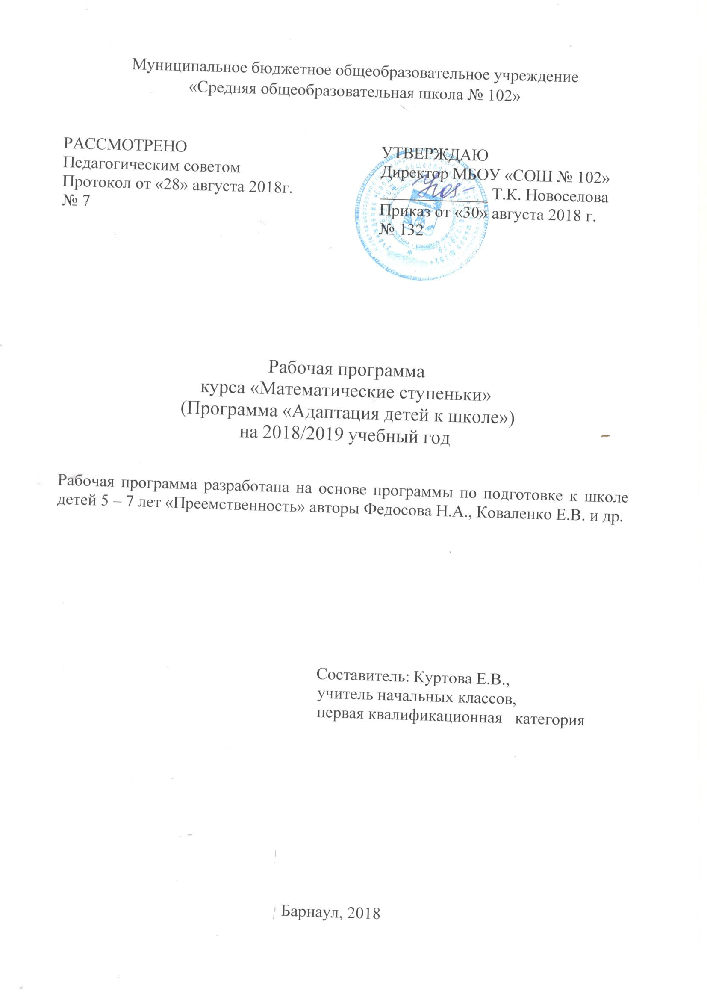 Муниципальное бюджетное общеобразовательное учреждение
«Средняя общеобразовательная школа № 102»
РАССМОТРЕНО
Педагогическим советом
Протокол от «28» августа 2018г.
№ 7
УТВЕРЖДАЮ
Директор МБОУ «СОШ № 102»
Т.К. Новоселова
Приказ от «30» августа 2018 г.
№ 132
Рабочая программа
курса «Математические ступеньки»
(Программа «Адаптация детей к школе»)
на 2018/2019 учебный год
Рабочая программа разработана на основе программы по подготовке к школе
детей 5 – 7 лет «Преемственность» авторы Федосова Н.А., Коваленко Е.В. и др.
Составитель: Куртова Е.В.,
учитель начальных классов,
первая квалификационная категория
Барнаул, 2018